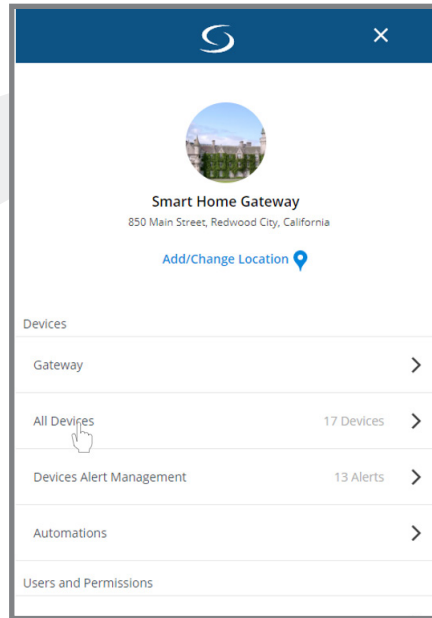 Smart Home Gateway
850 Main Street, Redwood City, California
Add/Change Location
Devices
Gateway
All Devices 17 Devices
Devices Alert Management 13 Alerts
Automations
Users and Permissions